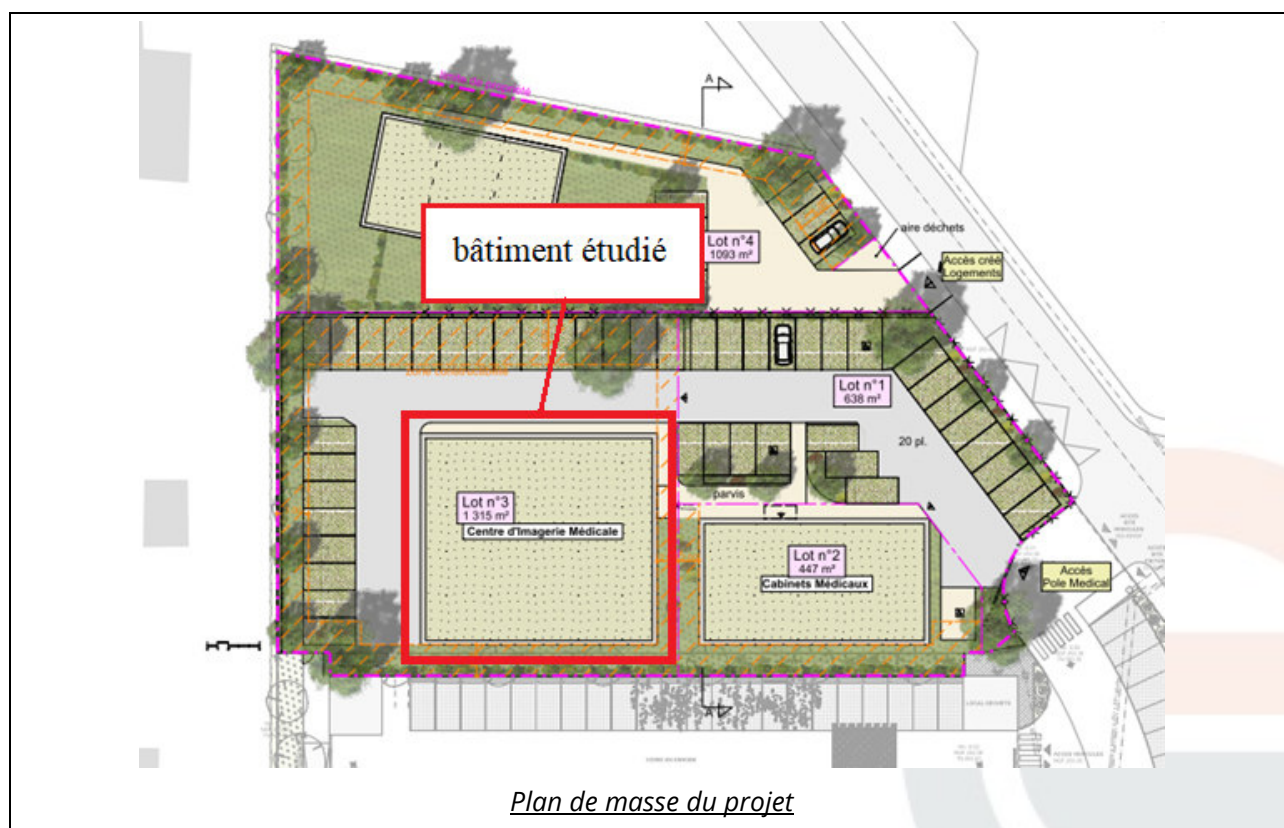 A
aire déchets
bâtiment étudié
Lot n°4
1093 m²
Accès créé
Logements
Lot n°1
638 m²
20 pl.
parvis
Lot n°3
1 315 m²
Centre d'Imagerie Médicale
Lot n°2
447 m²
Cabinets Médicaux
Accès
Pole Medical
A
LOCAL DECHETS
Plan de masse du projet